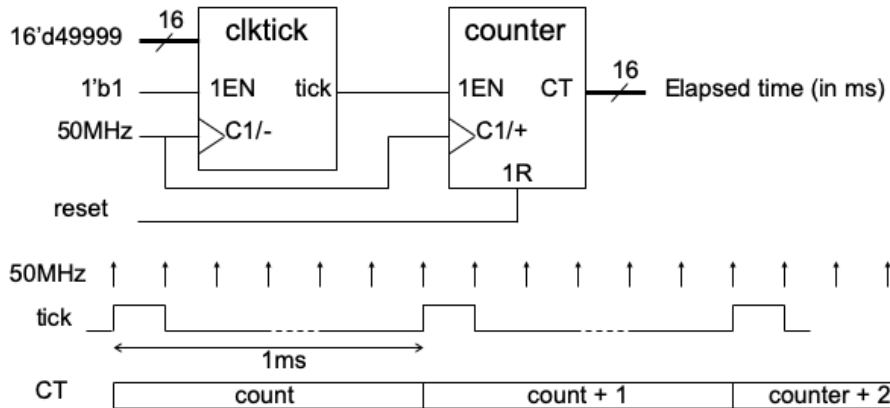 16
16'd49999
clktick
counter
16
1'b1
1EN
tick
1EN
CT
Elapsed time (in ms)
50MHz
C1/-
C1/+
1R
reset
50MHz
tick
1ms
CT
count
count + 1
counter + 2